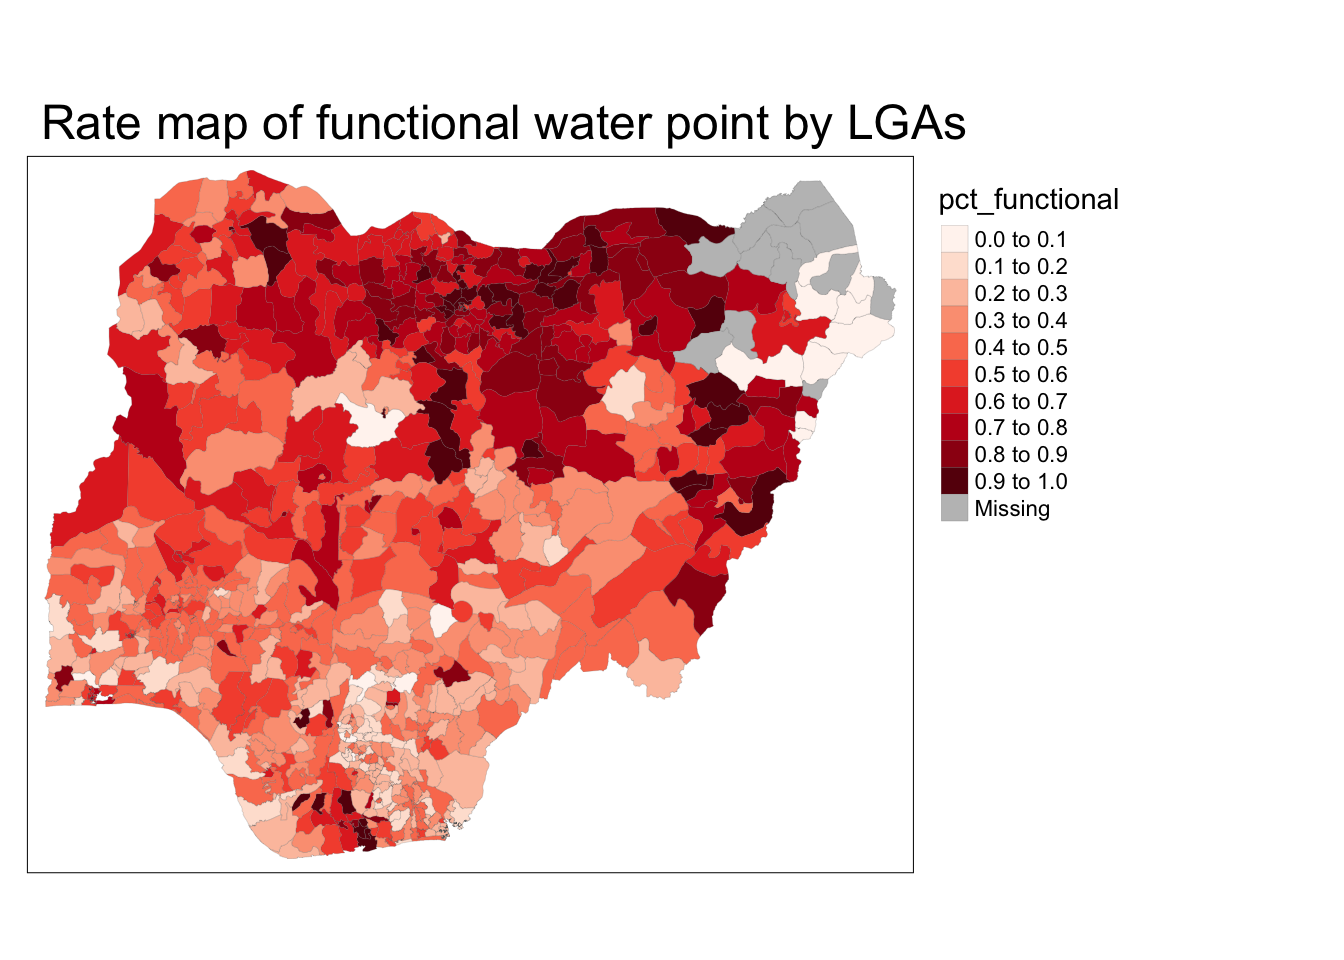 Rate map of functional water point by LGAs
pct_functional
0.0 to 0.1
0.1 to 0.2
0.2 to 0.3
0.3 to 0.4
0.4 to 0.5
0.5 to 0.6
0.6 to 0.7
0.7 to 0.8
0.8 to 0.9
0.9 to 1.0
Missing